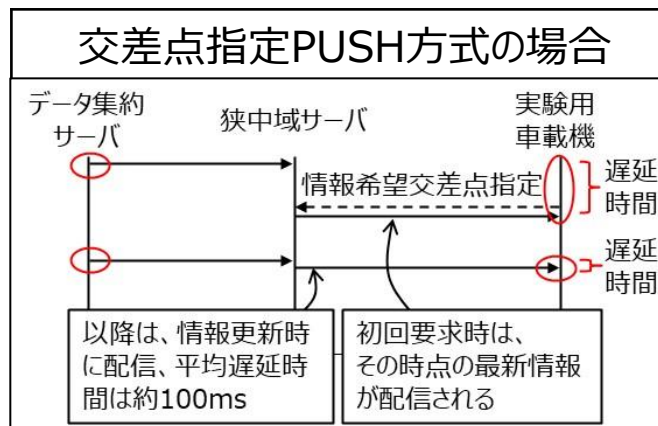 交差点指定PUSH方式の場合
データ集約
サーバ
狭中域サーバ
実験用
車載機
情報希望交差点指定
遅延
時間
遅延
時間
以降は、情報更新時
に配信、平均遅延時
間は約100ms
初回要求時は、
その時点の最新情報
が配信される